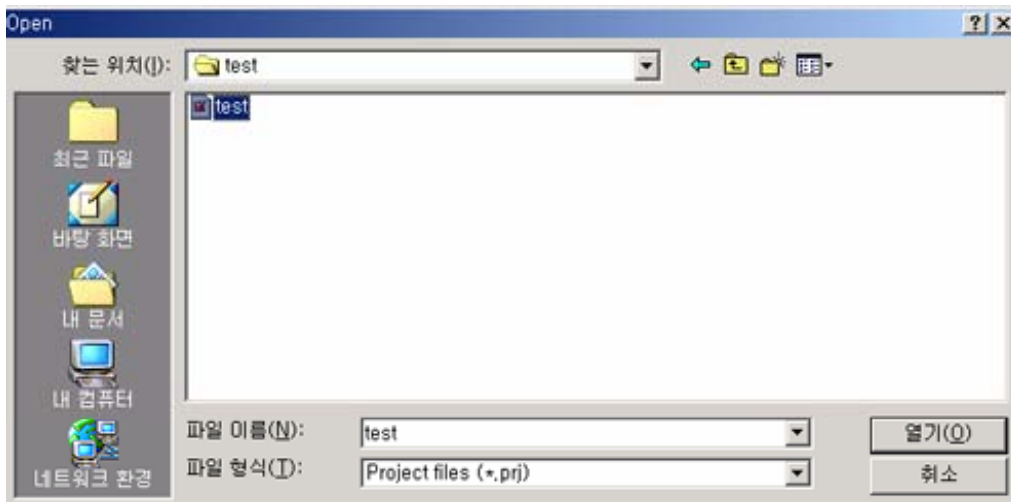 Open
찾는 위치(I): test
test
최근 파일
바탕 화면
내 문서
내 컴퓨터
네트워크 환경
파일 이름(N): test
열기(O)
파일 형식(T): Project files (*.prj)
취소